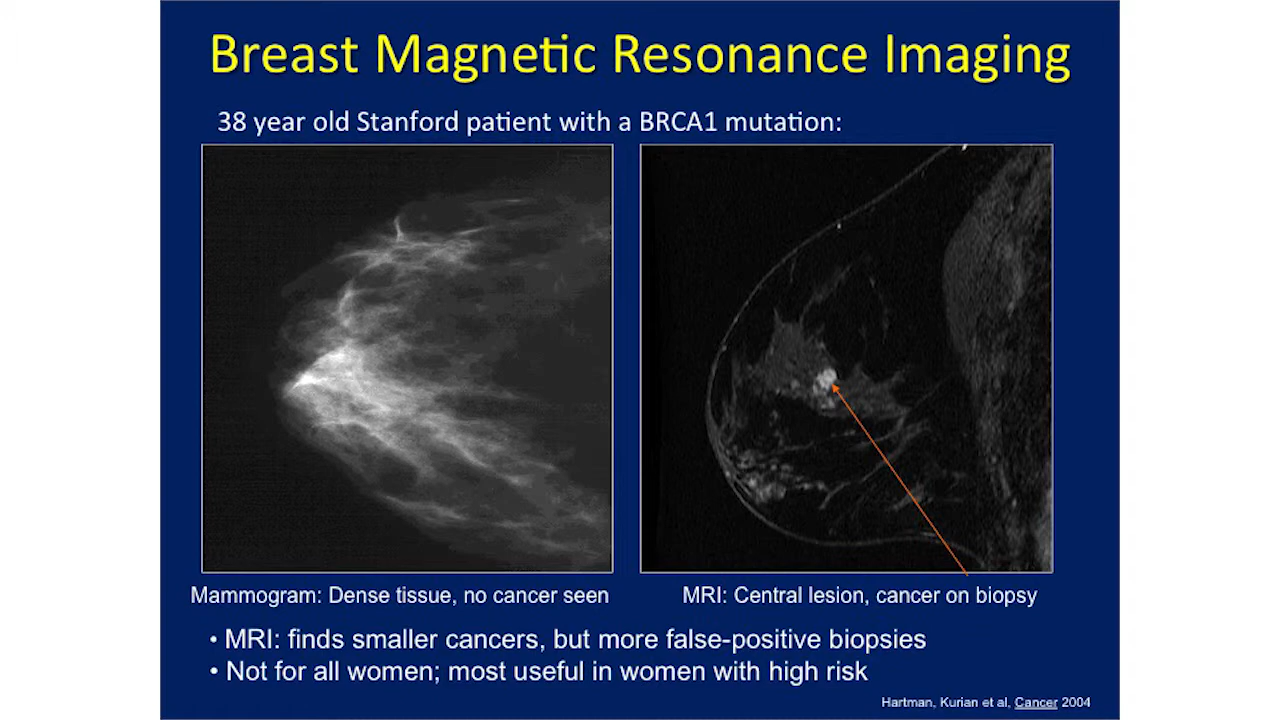 Breast Magnetic Resonance Imaging
38 year old Stanford patient with a BRCA1 mutation:
Mammogram: Dense tissue, no cancer seen
MRI: Central lesion, cancer on biopsy
• MRI: finds smaller cancers, but more false-positive biopsies
• Not for all women; most useful in women with high risk
Hartman, Kurian et al, Cancer 2004